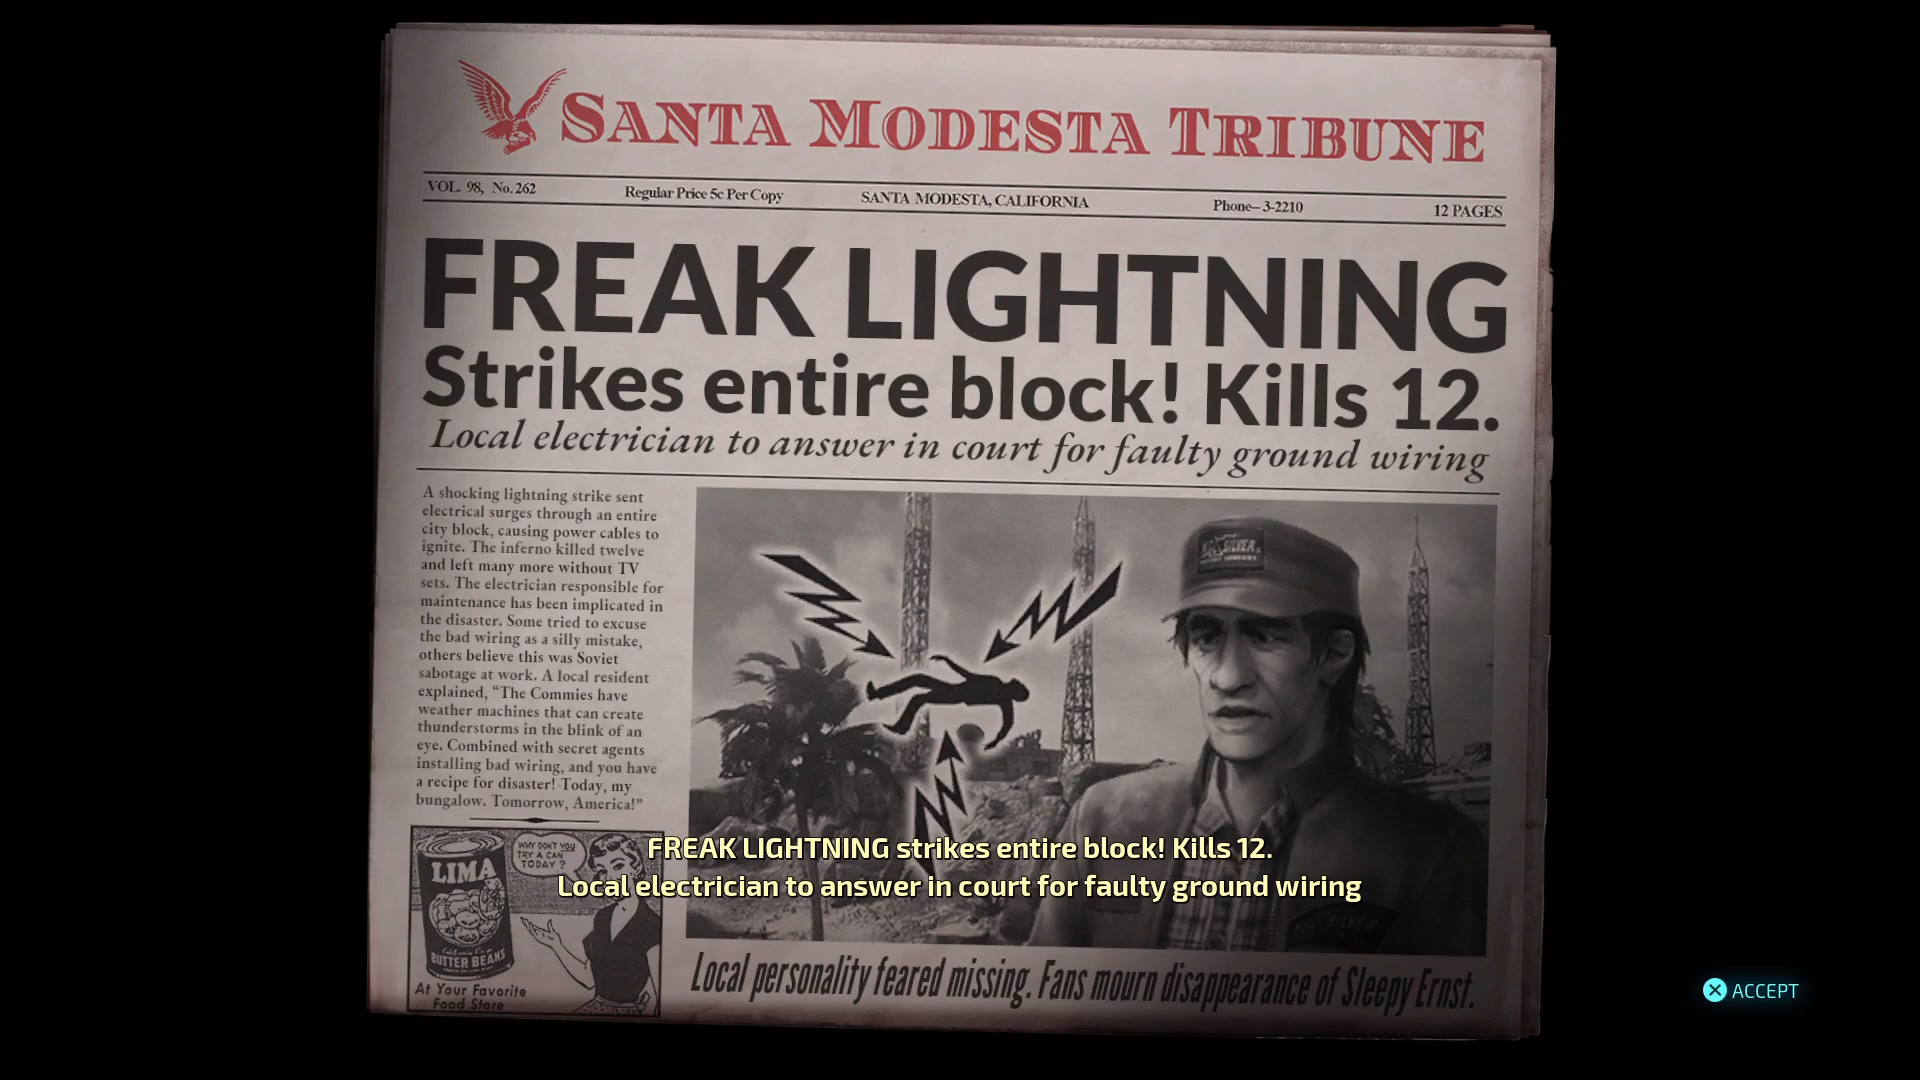 SANTA MODESTA TRIBUNE
VOL. 98, No. 262 Regular Price 5c Per Copy SANTA MODESTA, CALIFORNIA Phone– 3-2210 12 PAGES
FREAK LIGHTNING
Strikes entire block! Kills 12.
Local electrician to answer in court for faulty ground wiring
A shocking lightning strike sent
electrical surges through an entire
city block, causing power cables to
ignite. The inferno killed twelve
and left many more without TV
sets. The electrician responsible for
maintenance has been implicated in
the disaster. Some tried to excuse
the bad wiring as a silly mistake,
others believe this was Soviet
sabotage at work. A local resident
explained, “The Commies have
weather machines that can create
thunderstorms in the blink of an
eye. Combined with secret agents
installing bad wiring, and you have
a recipe for disaster! Today, my
bungalow. Tomorrow, America!”
LIMA
BUTTER BEANS
WHY DON'T YOU
TRY A CAN
TODAY?
At Your Favorite
Food Store
SILVER
SILVER
FREAK LIGHTNING strikes entire block! Kills 12.
Local electrician to answer in court for faulty ground wiring
Local personality feared missing. Fans mourn disappearance of Sleepy Ernst.
ACCEPT